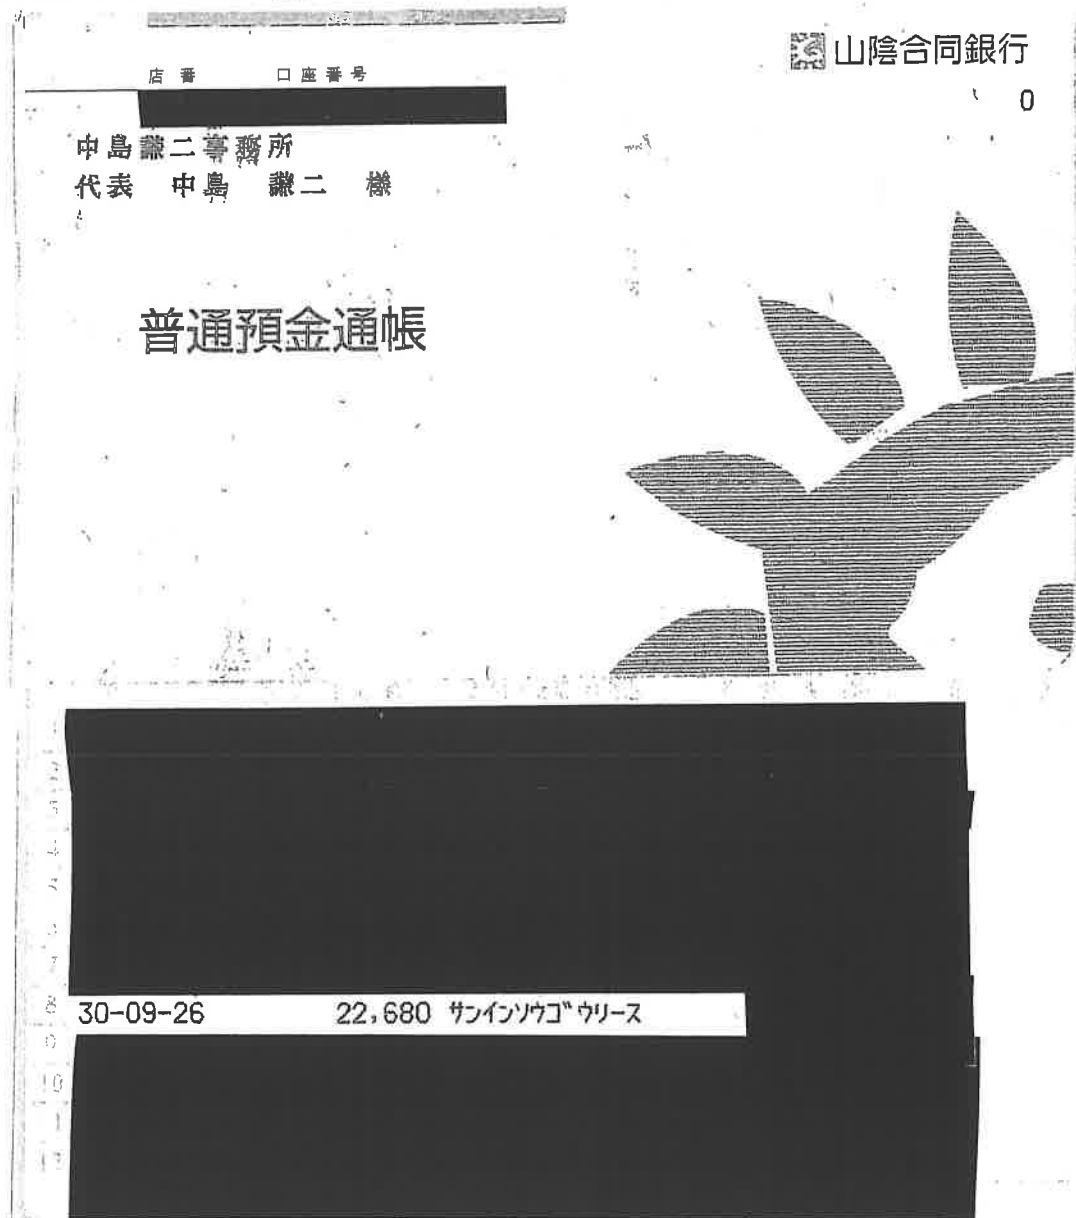 山陰合同銀行
店番 口座番号
0
中島謙二事務所
代表 中島 謙二 様
普通預金通帳
30-09-26 22,680 サンインソウゴウリース